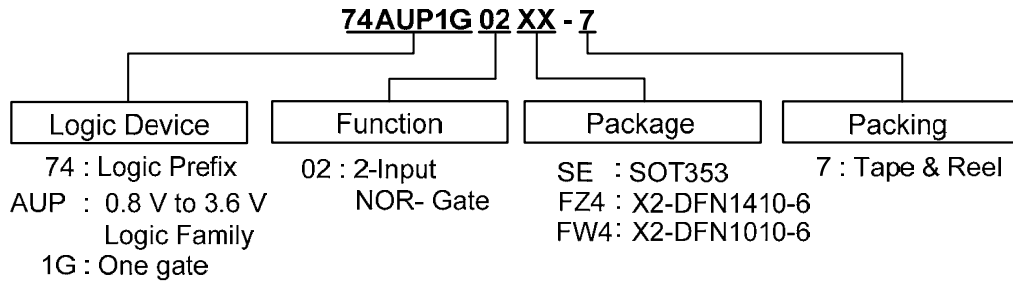 74AUP1G 02 XX - 7
Logic Device
74 : Logic Prefix
AUP : 0.8 V to 3.6 V
Logic Family
1G : One gate
Function
02 : 2-Input
NOR- Gate
Package
SE : SOT353
FZ4 : X2-DFN1410-6
FW4 : X2-DFN1010-6
Packing
7 : Tape & Reel